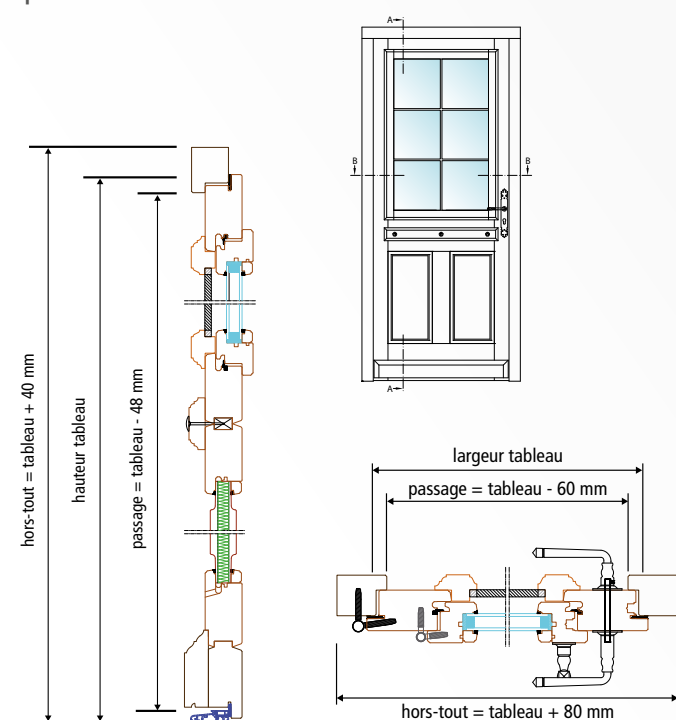 A
B
B
A
hors-tout = tableau + 40 mm
hauteur tableau
passage = tableau - 48 mm
largeur tableau
passage = tableau - 60 mm
hors-tout = tableau + 80 mm